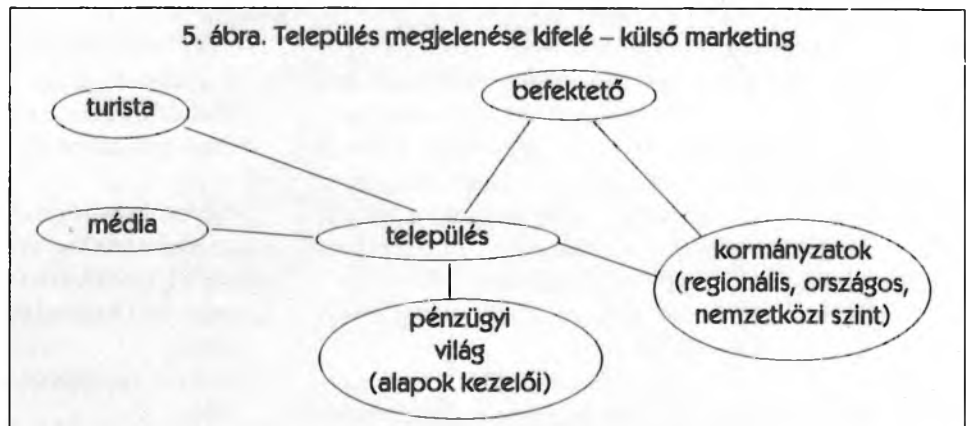 5. ábra. Település megjelenése kifelé – külső marketing
turista
befektető
média
település
kormányzatok
(regionális, országos,
nemzetközi szint)
pénzügyi
világ
(alapok kezelői)